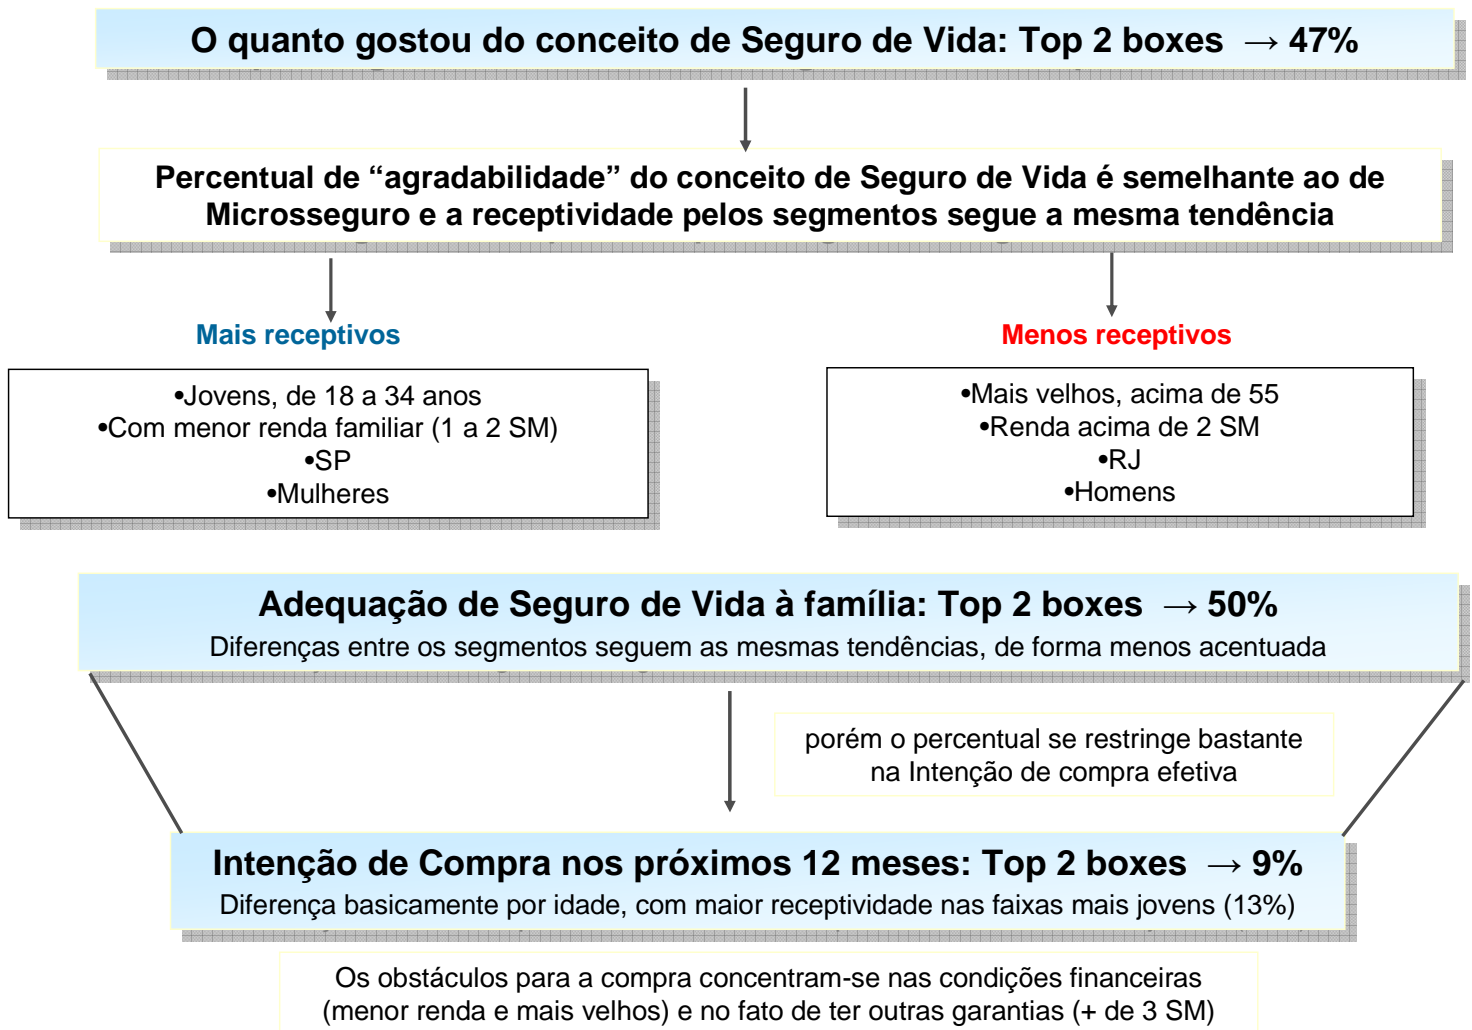 O quanto gostou do conceito de Seguro de Vida: Top 2 boxes → 47%
Percentual de “agradabilidade” do conceito de Seguro de Vida é semelhante ao de
Microsseguro e a receptividade pelos segmentos segue a mesma tendência
Mais receptivos
•Jovens, de 18 a 34 anos
•Com menor renda familiar (1 a 2 SM)
•SP
•Mulheres
Menos receptivos
•Mais velhos, acima de 55
•Renda acima de 2 SM
•RJ
•Homens
Adequação de Seguro de Vida à família: Top 2 boxes → 50%
Diferenças entre os segmentos seguem as mesmas tendências, de forma menos acentuada
porém o percentual se restringe bastante
na Intenção de compra efetiva
Intenção de Compra nos próximos 12 meses: Top 2 boxes → 9%
Diferença basicamente por idade, com maior receptividade nas faixas mais jovens (13%)
Os obstáculos para a compra concentram-se nas condições financeiras
(menor renda e mais velhos) e no fato de ter outras garantias (+ de 3 SM)